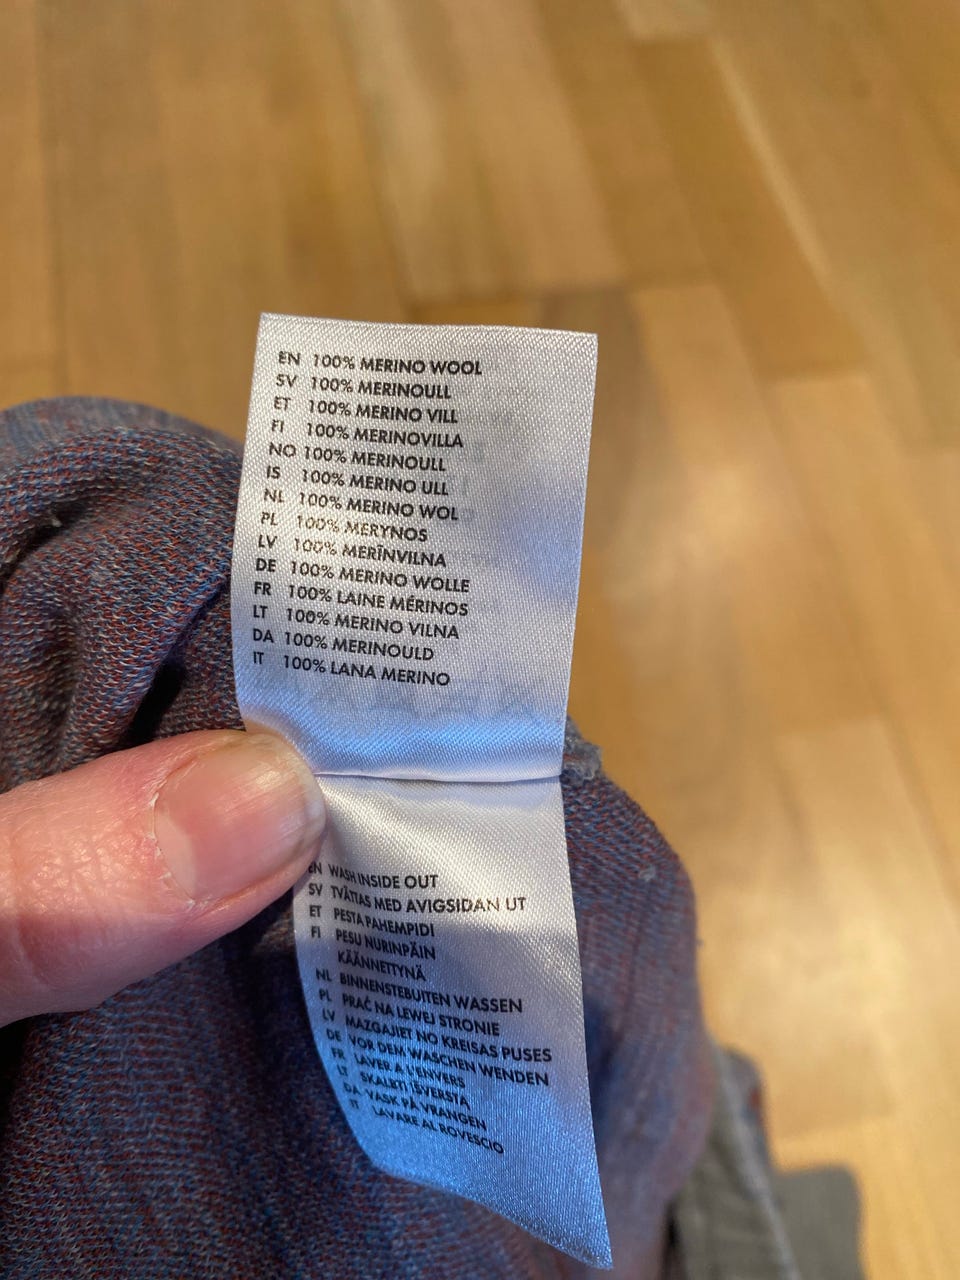 EN 100% MERINO WOOL
SV 100% MERINOULL
ET 100% MERINO VILL
FI 100% MERINOVILLA
NO 100% MERINOULL
IS 100% MERINO ULL
NL 100% MERINO WOL
PL 100% MERYNOS
LV 100% MERĪNVILNA
DE 100% MERINO WOLLE
FR 100% LAINE MÉRINOS
LT 100% MERINO VILNA
DA 100% MERINOULD
IT 100% LANA MERINO
EN WASH INSIDE OUT
SV TVÄTTAS MED AVIGSIDAN UT
ET PESTA PAHEMPIDI
FI PESU NURINPÄIN
KÄÄNNETTYNÄ
NL BINNENSTEBUITEN WASSEN
PL PRAĆ NA LEWEJ STRONIE
LV MAZGAJIET NO KREISAS PUSES
DE VOR DEM WASCHEN WENDEN
FR LAVER A L'ENVERS
LT SKALBTI IŠVERSTĄ
DA VASK PÅ VRANGEN
IT LAVARE AL ROVESCIO